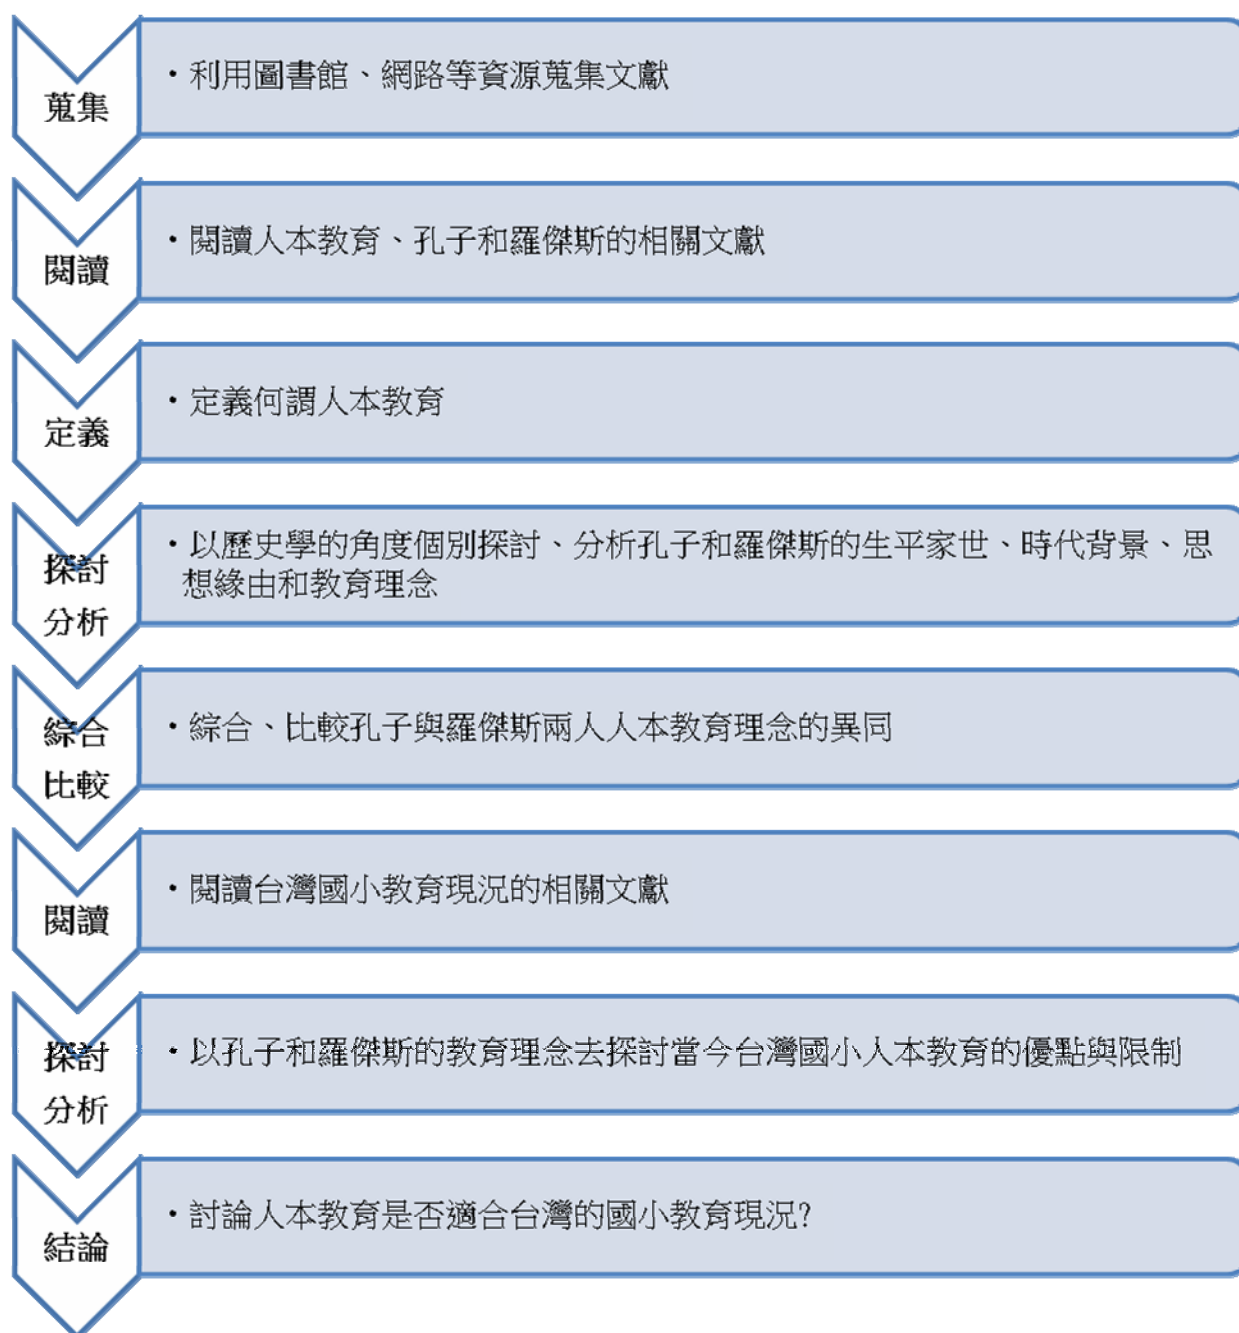 蒐集
・利用圖書館、網路等資源蒐集文獻
閱讀
・閱讀人本教育、孔子和羅傑斯的相關文獻
定義
・定義何謂人本教育
探討
分析
・以歷史學的角度個別探討、分析孔子和羅傑斯的生平家世、時代背景、思
想緣由和教育理念
綜合
比較
・綜合、比較孔子與羅傑斯兩人人本教育理念的異同
閱讀
・閱讀台灣國小教育現況的相關文獻
探討
分析
・以孔子和羅傑斯的教育理念去探討當今台灣國小人本教育的優點與限制
結論
・討論人本教育是否適合台灣的國小教育現況?